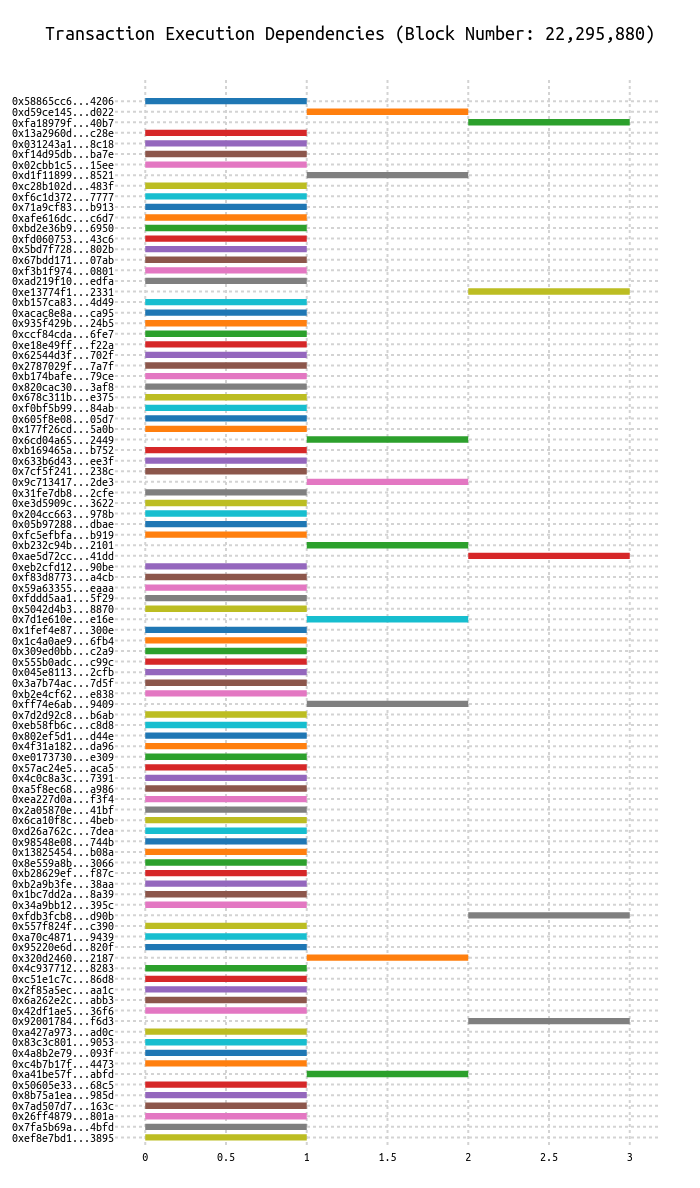 Transaction Execution Dependencies (Block Number: 22,295,880)
0x58865cc6...4206
0xd59ce145...d022
0xfa18979f...40b7
0x13a2960d...c28e
0x031243a1...8c18
0xf14d95db...ba7e
0x02cbb1c5...15ee
0xd1f11899...8521
0xc28b102d...483f
0xf6c1d372...7777
0x71a9cf83...b913
0xafe616dc...c6d7
0xbd2e36b9...6950
0xfd060753...43c6
0x5bd7f728...802b
0x67bdd171...07ab
0xf3b1f974...0801
0xad219f10...edfa
0xe13774f1...2331
0xb157ca83...4d49
0xacac8e8a...ca95
0x935f429b...24b5
0xccf84cda...6fe7
0xe18e49ff...f22a
0x62544d3f...702f
0x2787029f...7a7f
0xb174bafe...79ce
0x820cac30...3af8
0x678c311b...e375
0xf0bf5b99...84ab
0x605f8e08...05d7
0x177f26cd...5a0b
0x6cd04a65...2449
0xb169465a...b752
0x633b6d43...ee3f
0x7cf5f241...238c
0x9c713417...2de3
0x31fe7db8...2cfe
0xe3d5909c...3622
0x204cc663...978b
0x05b97288...dbae
0xfc5efbfa...b919
0xb232c94b...2101
0xae5d72cc...41dd
0xeb2cfd12...90be
0xf83d8773...a4cb
0x59a63355...eaaa
0xfddd5aa1...5f29
0x5042d4b3...8870
0x7d1e610e...e16e
0x1fef4e87...300e
0x1c4a0ae9...6fb4
0x309ed0bb...c2a9
0x555b0adc...c99c
0x045e8113...2cfb
0x3a7b74ac...7d5f
0xb2e4cf62...e838
0xff74e6ab...9409
0x7d2d92c8...b6ab
0xeb58fb6c...c8d8
0x802ef5d1...d44e
0x4f31a182...da96
0xe0173730...e309
0x57ac24e5...aca5
0x4c0c8a3c...7391
0xa5f8ec68...a986
0xea227d0a...f3f4
0x2a05870e...41bf
0x6ca10f8c...4beb
0xd26a762c...7dea
0x98548e08...744b
0x13825454...b08a
0x8e559a8b...3066
0xb28629ef...f87c
0xb2a9b3fe...38aa
0x1bc7dd2a...8a39
0x34a9bb12...395c
0xfdb3fcb8...d90b
0x557f824f...c390
0xa70c4871...9439
0x95220e6d...820f
0x320d2460...2187
0x4c937712...8283
0xc51e1c7c...86d8
0x2f85a5ec...aa1c
0x6a262e2c...abb3
0x42df1ae5...36f6
0x92001784...f6d3
0xa427a973...ad0c
0x83c3c801...9053
0x4a8b2e79...093f
0xc4b7b17f...4473
0xa41be57f...abfd
0x50605e33...68c5
0x8b75a1ea...985d
0x7ad507d7...163c
0x26ff4879...801a
0x7fa5b69a...4bfd
0xef8e7bd1...3895
0 0.5 1 1.5 2 2.5 3